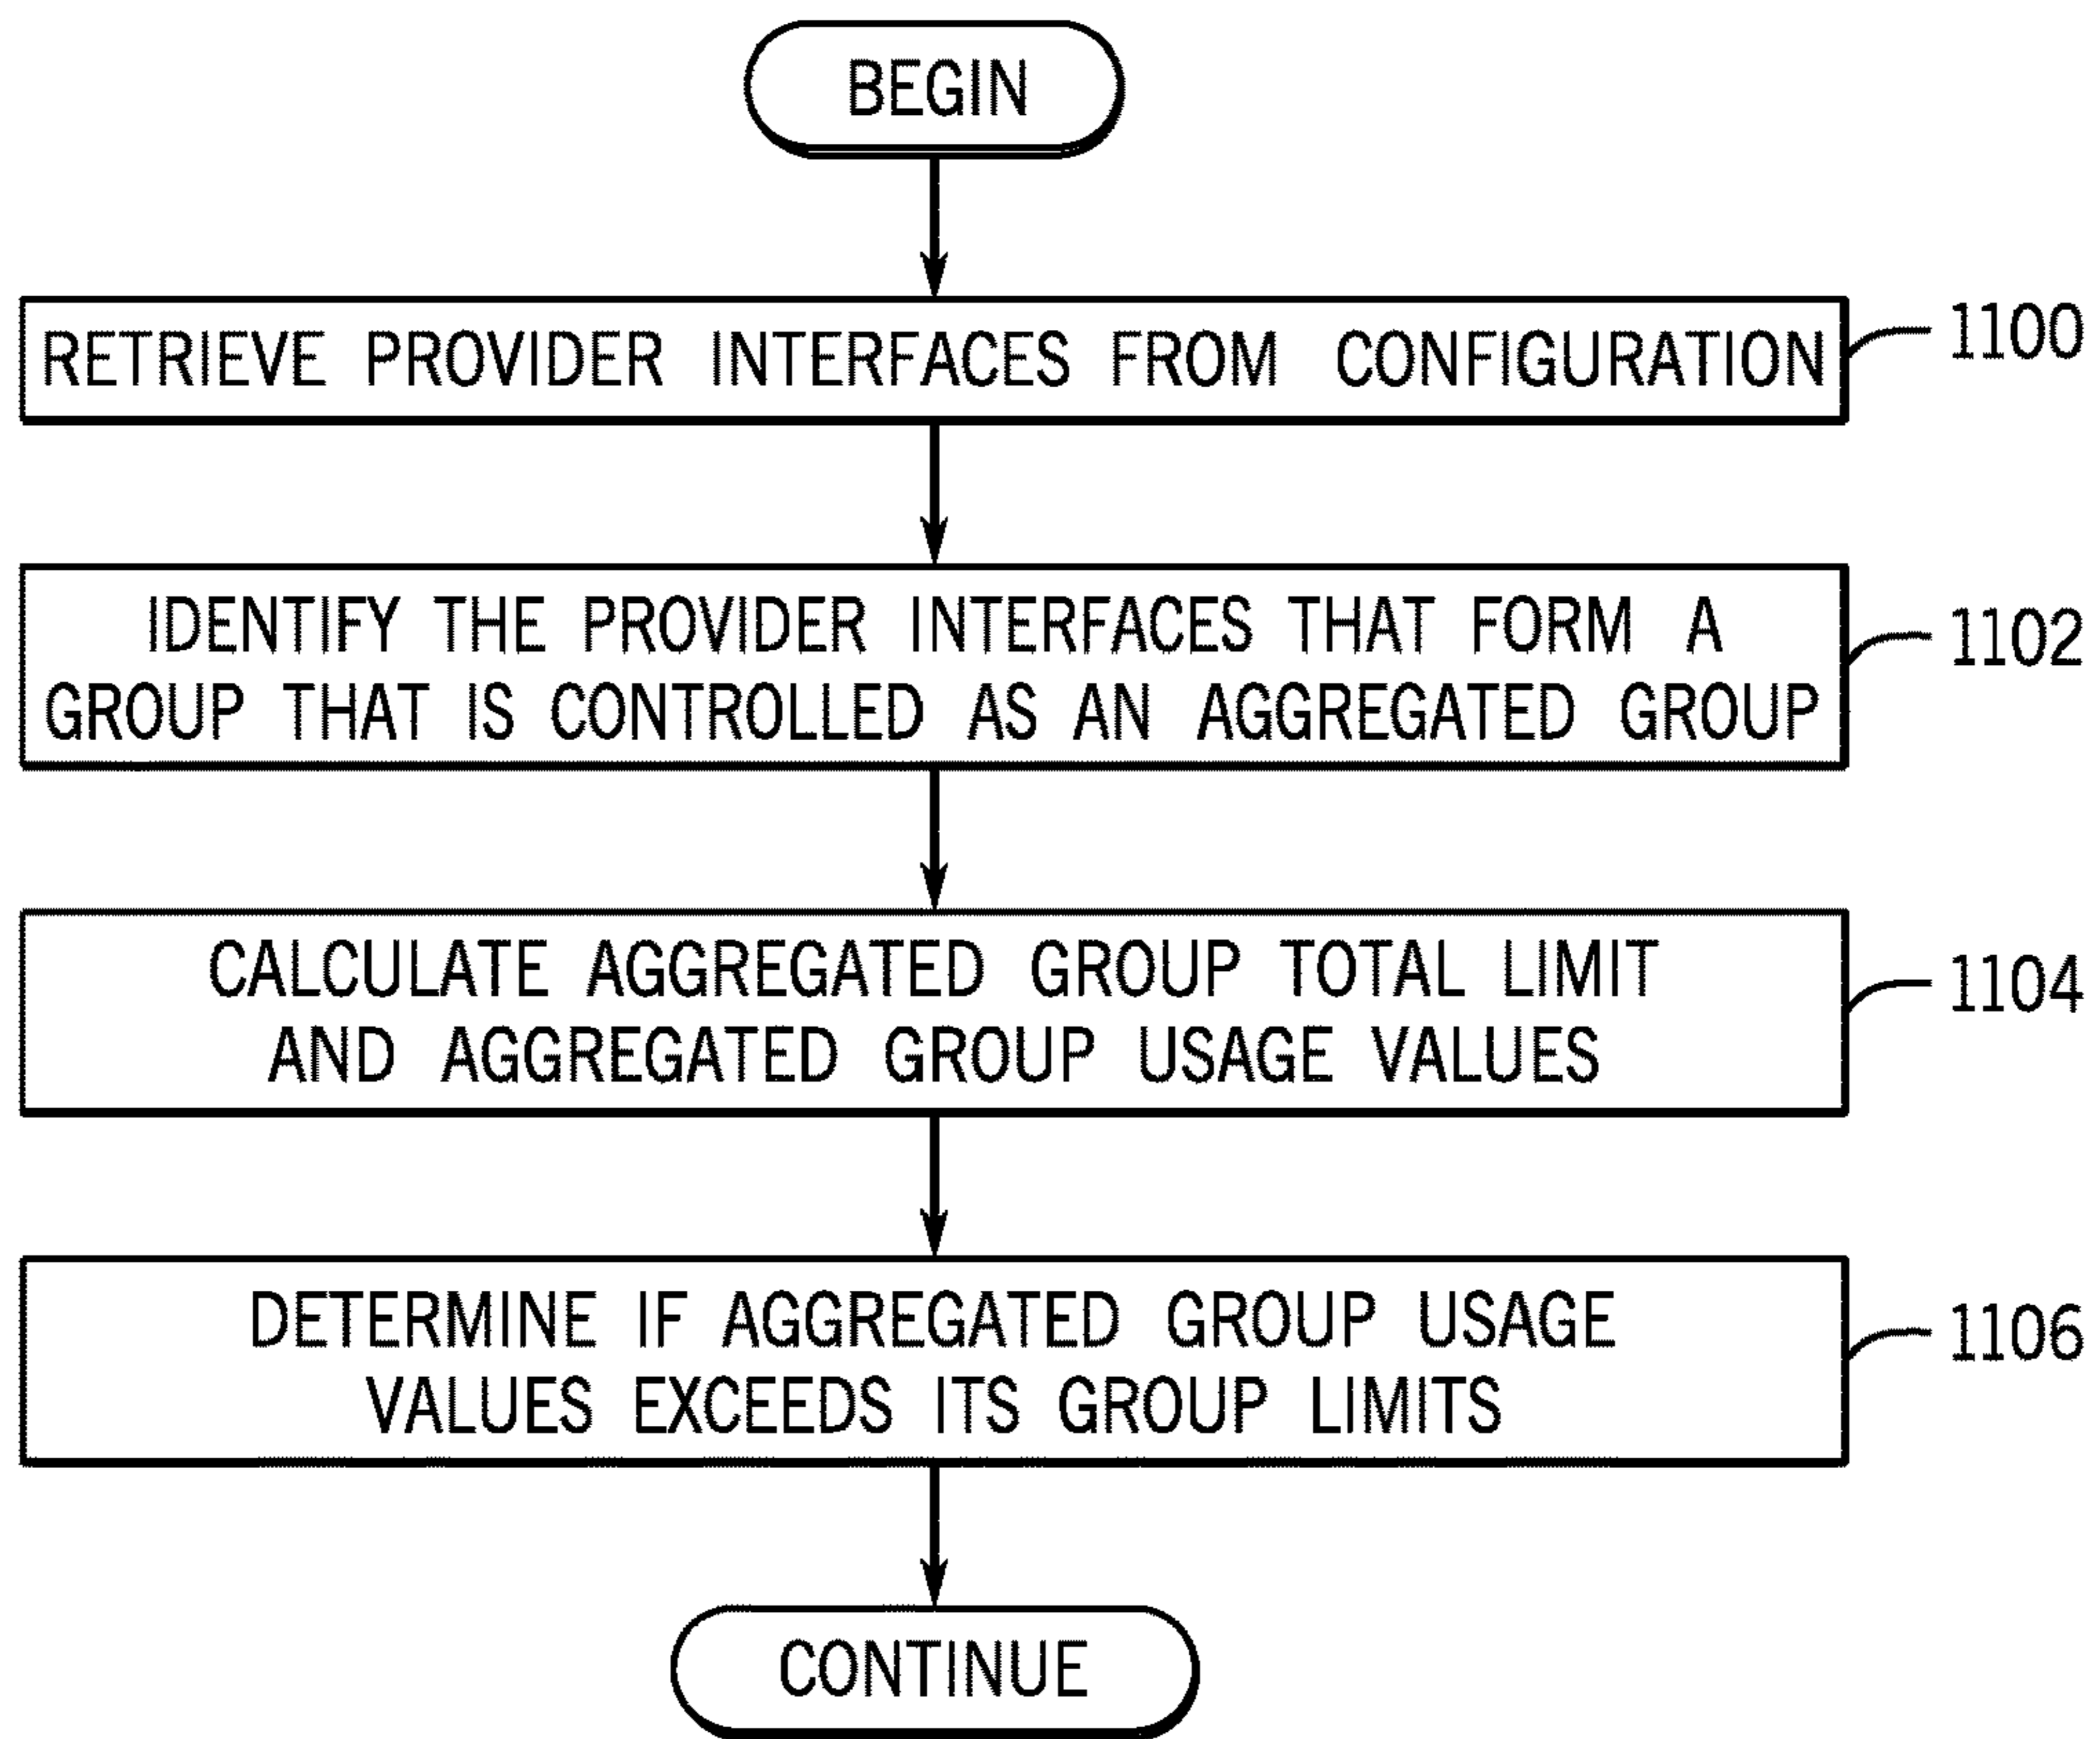 BEGIN
RETRIEVE PROVIDER INTERFACES FROM CONFIGURATION
1100
IDENTIFY THE PROVIDER INTERFACES THAT FORM A
GROUP THAT IS CONTROLLED AS AN AGGREGATED GROUP
1102
CALCULATE AGGREGATED GROUP TOTAL LIMIT
AND AGGREGATED GROUP USAGE VALUES
1104
DETERMINE IF AGGREGATED GROUP USAGE
VALUES EXCEEDS ITS GROUP LIMITS
1106
CONTINUE